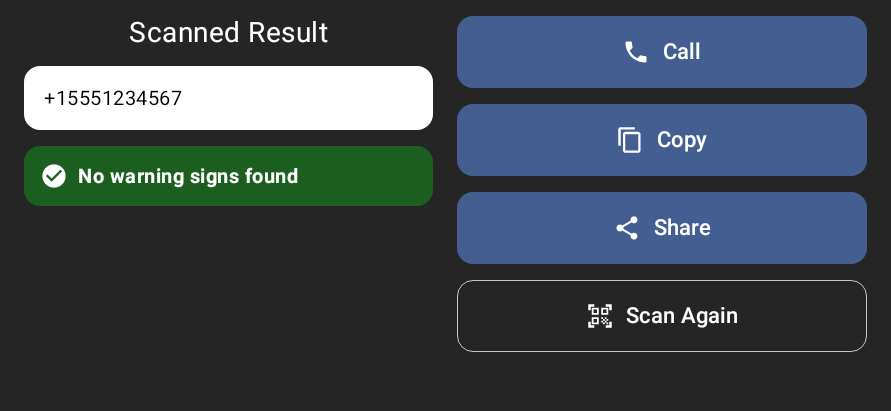 Scanned Result
+15551234567
No warning signs found
Call
Copy
Share
Scan Again